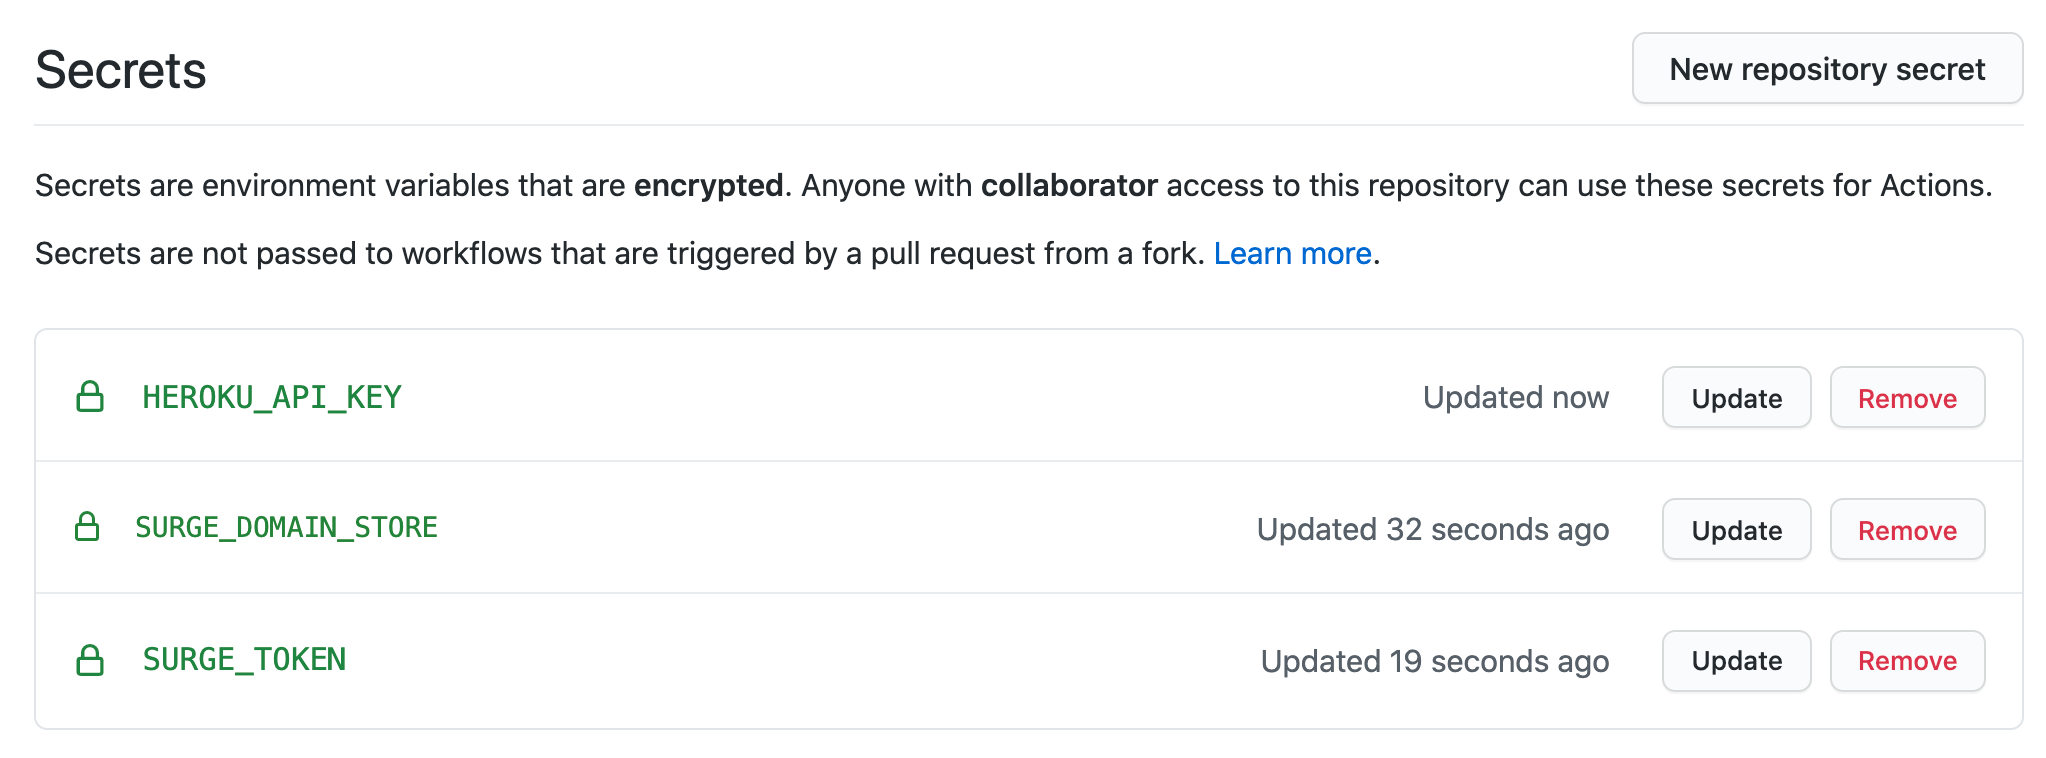 Secrets
New repository secret
Secrets are environment variables that are encrypted. Anyone with collaborator access to this repository can use these secrets for Actions.
Secrets are not passed to workflows that are triggered by a pull request from a fork. Learn more.
HEROKU_API_KEY Updated now Update Remove
SURGE_DOMAIN_STORE Updated 32 seconds ago Update Remove
SURGE_TOKEN Updated 19 seconds ago Update Remove